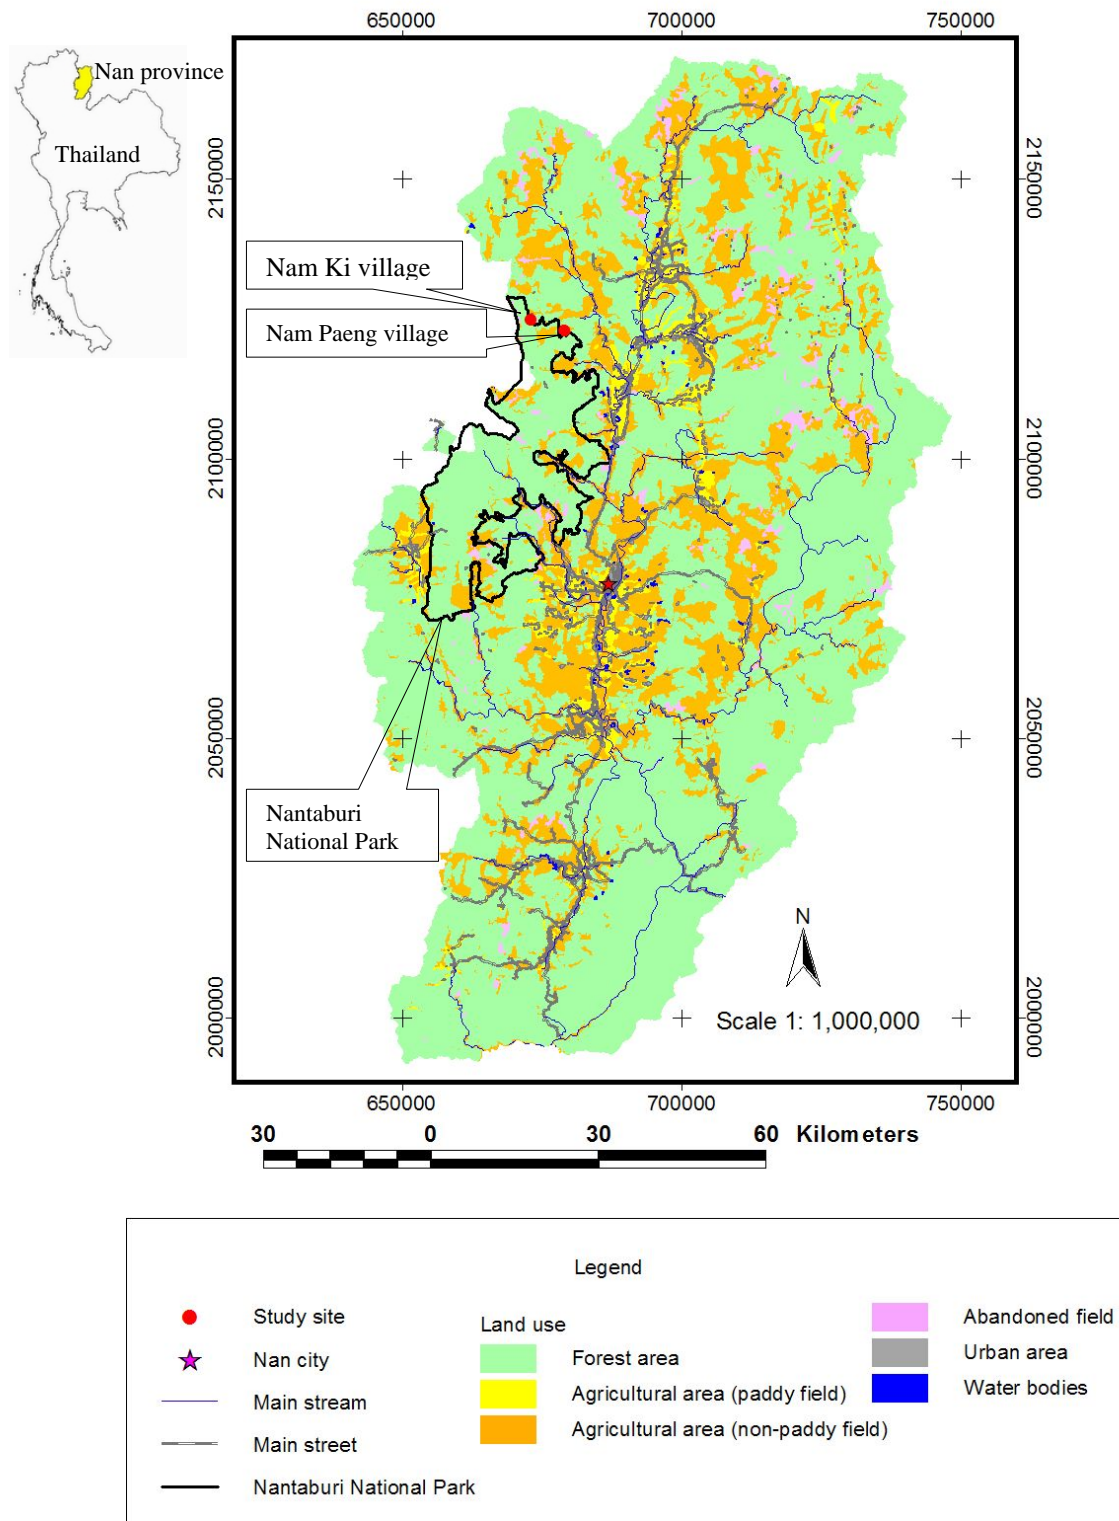 650000
700000
750000
Nan province
Thailand
2150000
2150000
Nam Ki village
Nam Paeng village
2100000
2100000
2050000
2050000
Nantaburi
National Park
N
Scale 1: 1,000,000
2000000
2000000
650000
700000
750000
30
0
30
60
Kilometers
Legend
Study site
Nan city
Main stream
Main street
Nantaburi National Park
Land use
Forest area
Agricultural area (paddy field)
Agricultural area (non-paddy field)
Abandoned field
Urban area
Water bodies